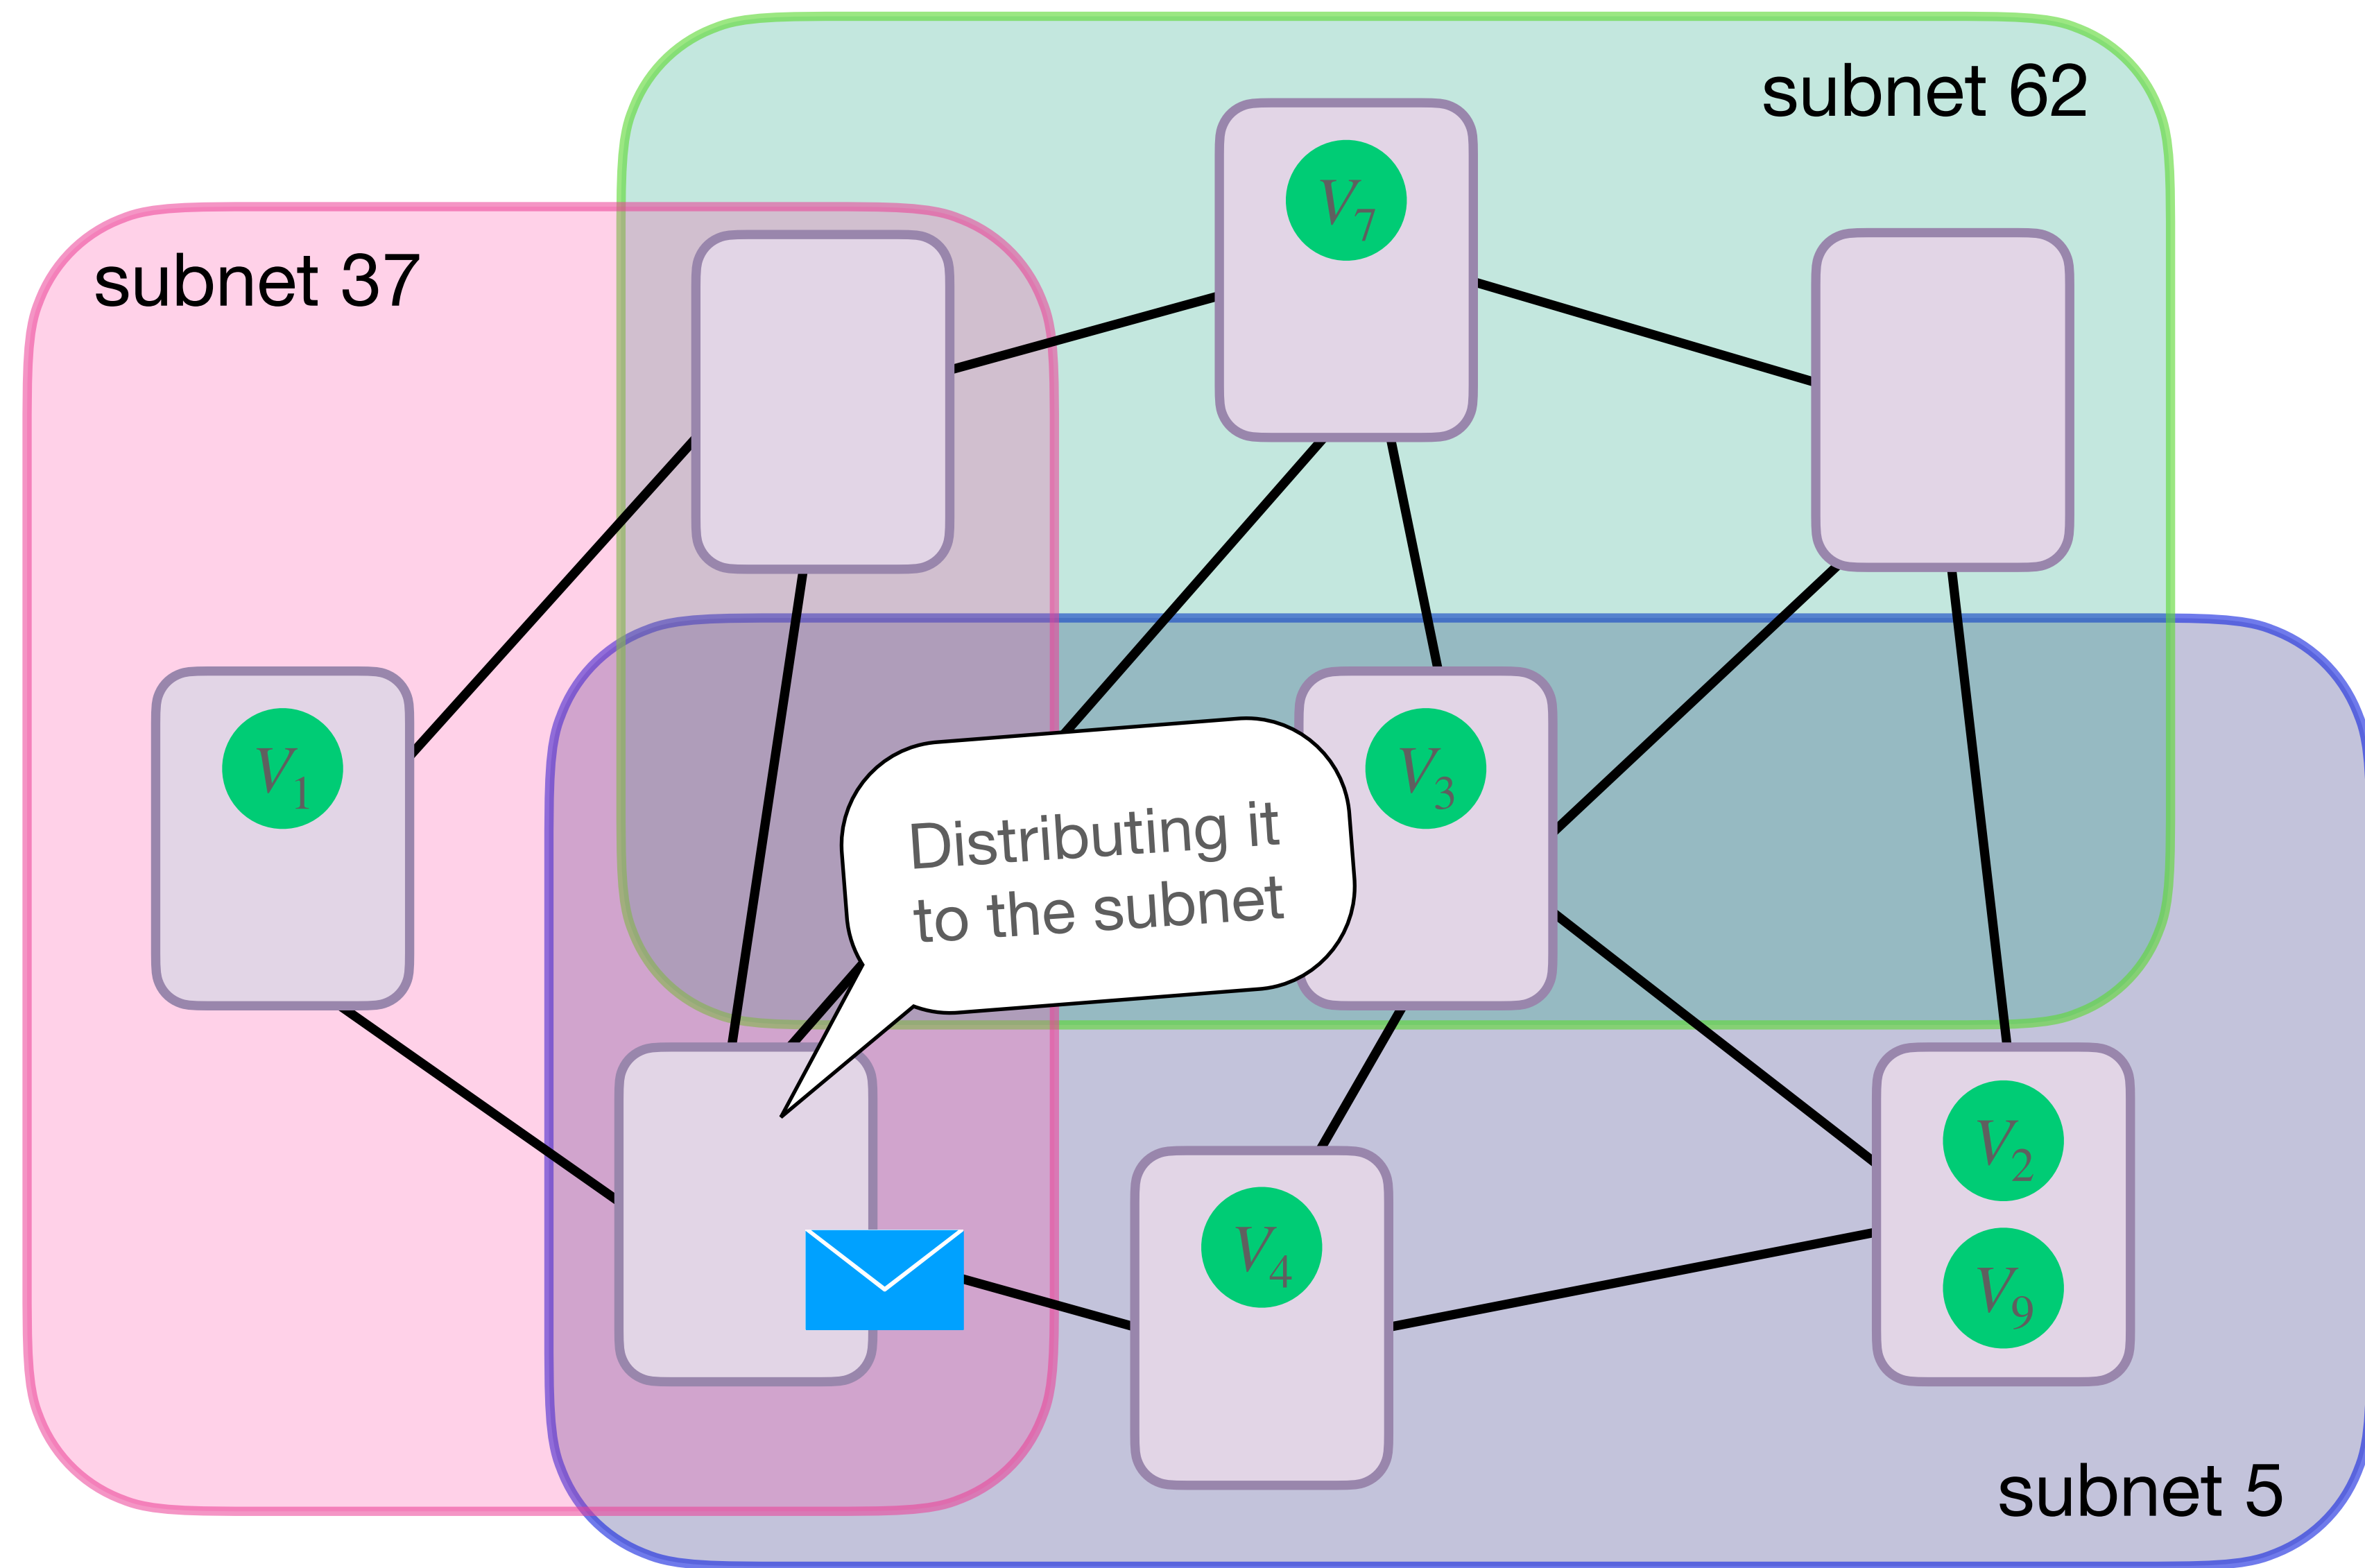 subnet 62
V7
subnet 37
V1
V3
Distributing it
to the subnet
V2
V4
V9
subnet 5